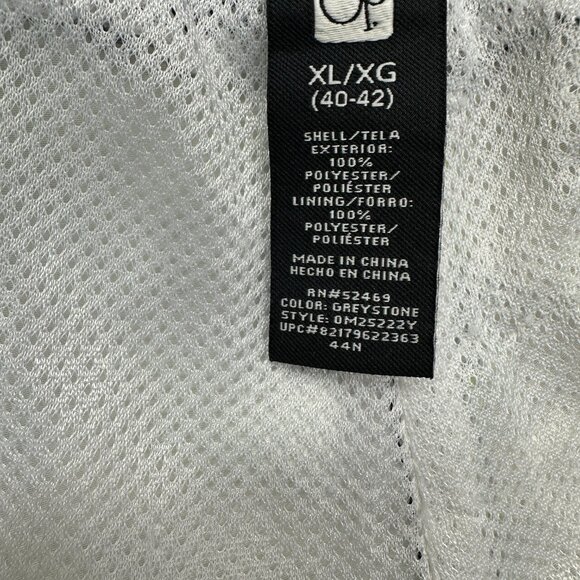 Op.
XL/XG
(40-42)
SHELL/TELA
EXTERIOR:
100%
POLYESTER/
POLIÉSTER
LINING/FORRO:
100%
POLYESTER/
POLIÉSTER
MADE IN CHINA
HECHO EN CHINA
RN#52469
COLOR: GREYSTONE
STYLE: OM25222Y
UPC#82179622363
44N